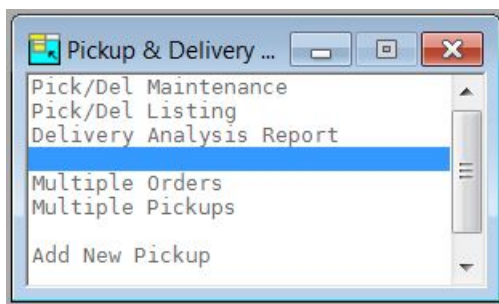 Pickup & Delivery ...
Pick/Del Maintenance
Pick/Del Listing
Delivery Analysis Report
Multiple Orders
Multiple Pickups
Add New Pickup